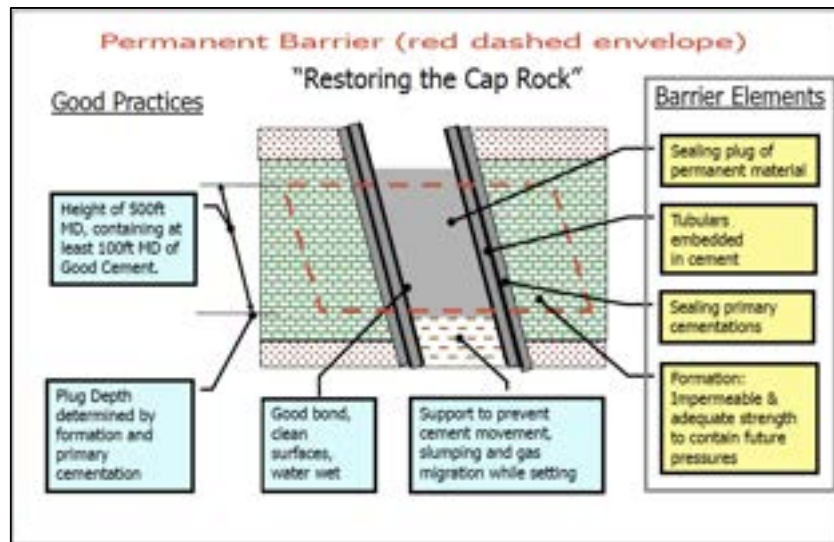 Permanent Barrier (red dashed envelope)
"Restoring the Cap Rock"
Good Practices
Height of 500ft
MD, containing at
least 100ft MD of
Good Cement.
Plug Depth
determined by
formation and
primary
cementation
Good bond,
clean
surfaces,
water wet
Support to prevent
cement movement,
slumping and gas
migration while setting
Barrier Elements
Sealing plug of
permanent material
Tubulars
embedded
in cement
Sealing primary
cementations
Formation:
Impermeable &
adequate strength
to contain future
pressures